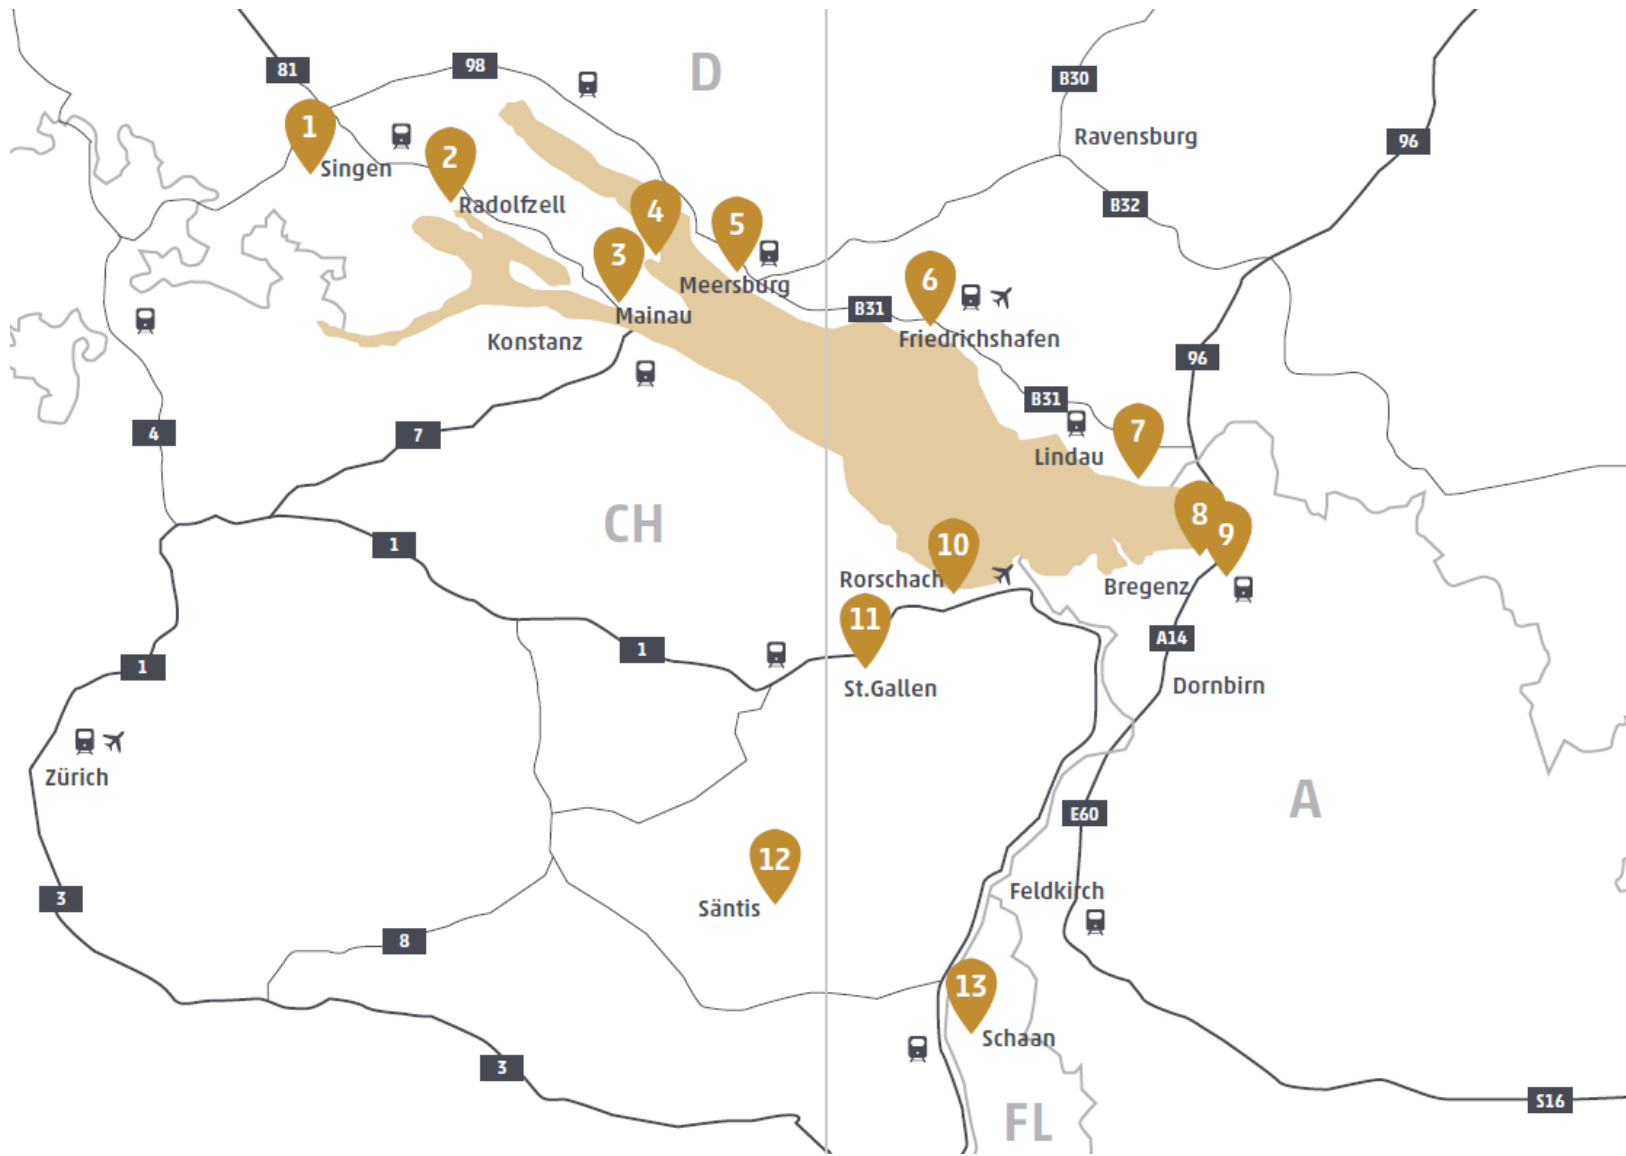 D
81
98
B30
Ravensburg
96
1
Singen
2
Radolfzell
B32
4
5
3
Meersburg
6
B31
Mainau
Konstanz
Friedrichshafen
96
B31
4
7
7
Lindau
8
9
CH
1
10
Rorschach
Bregenz
11
1
A14
1
St.Gallen
Dornbirn
Zürich
A
E60
12
Säntis
3
Feldkirch
8
13
Schaan
3
S16
FL